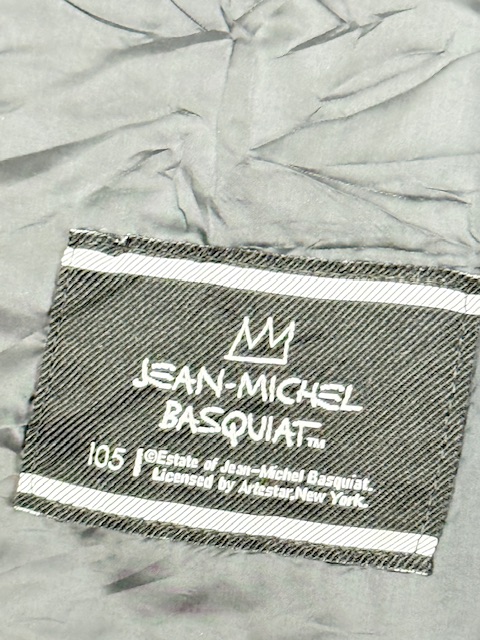 JEAN-MICHEL
BASQUIAT™
105 ©Estate of Jean-Michel Basquiat.
Licensed by Artestar,New York.